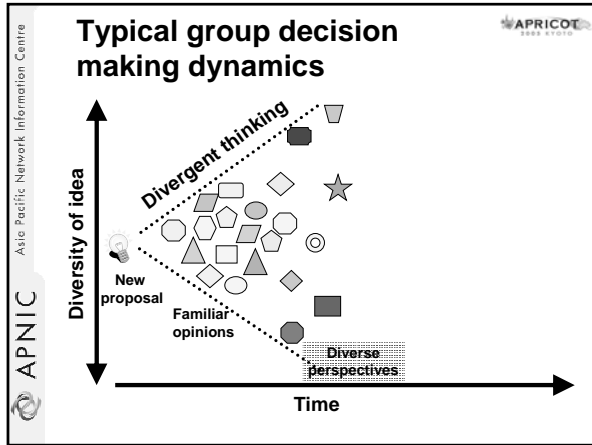 Typical group decision
making dynamics
APRICOT
2005 KYOTO
Asia Pacific Network Information Centre
APNIC
Diversity of idea
Divergent thinking
New
proposal
Familiar
opinions
Diverse
perspectives
Time